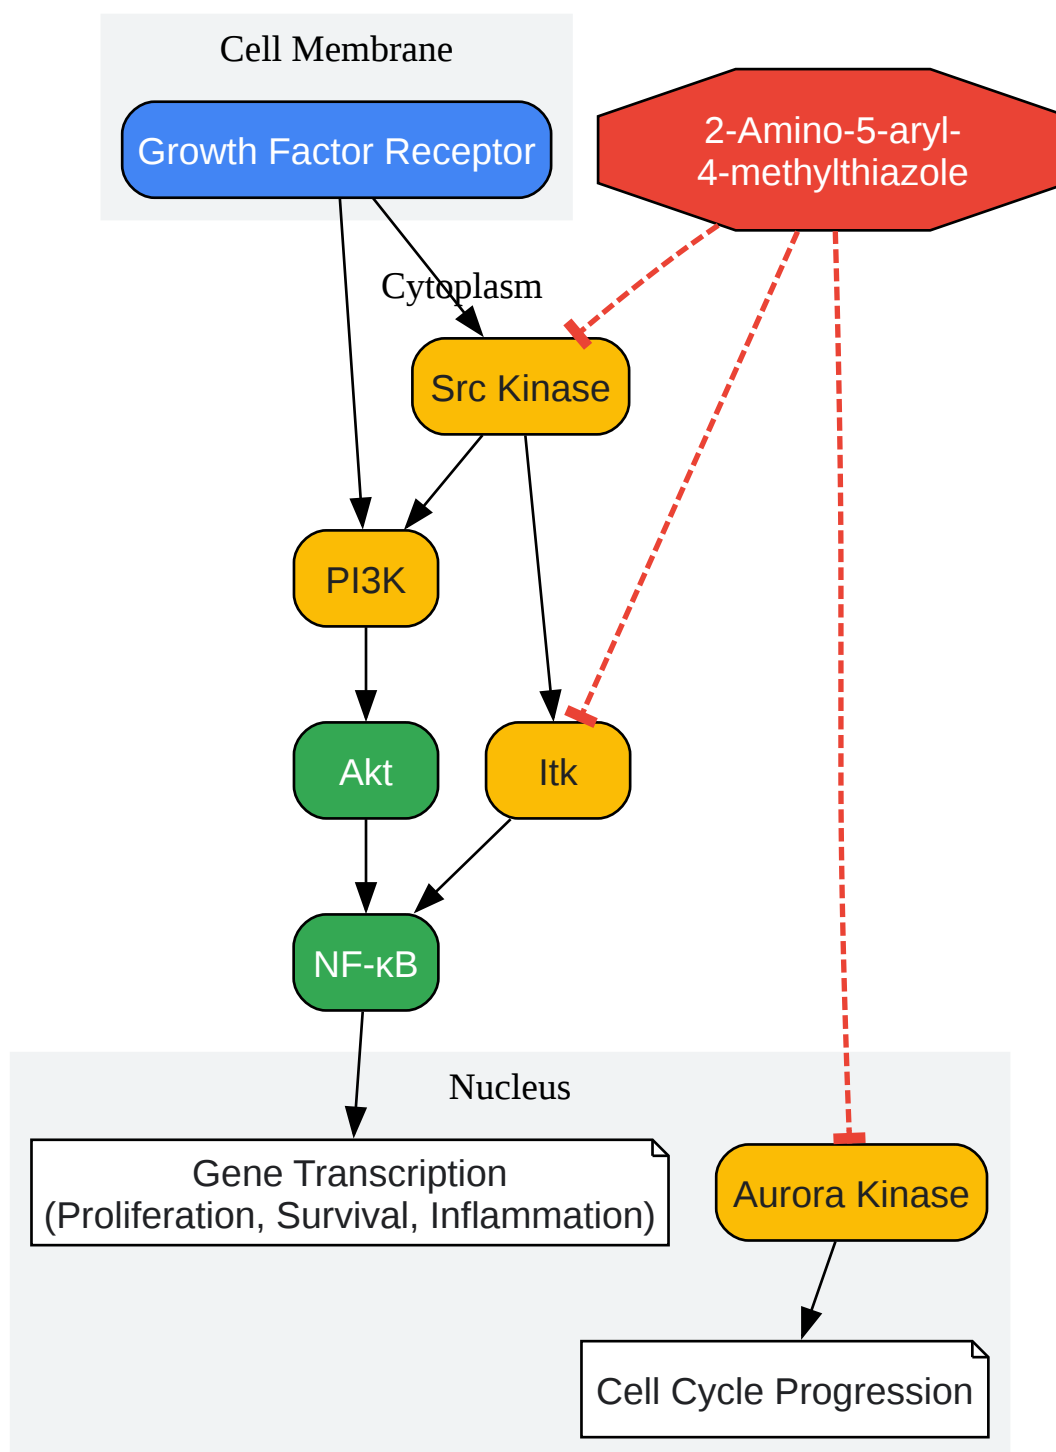 Cell Membrane
Growth Factor Receptor
2-Amino-5-aryl-
4-methylthiazole
Cytoplasm
Src Kinase
PI3K
Akt
Itk
NF-κB
Nucleus
Gene Transcription
(Proliferation, Survival, Inflammation)
Aurora Kinase
Cell Cycle Progression